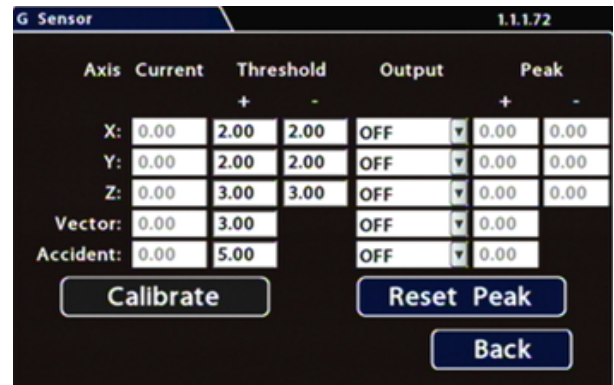 G Sensor 1.1.1.72
Axis Current Threshold Output Peak
+ - + -
X: 0.00 2.00 2.00 OFF 0.00 0.00
Y: 0.00 2.00 2.00 OFF 0.00 0.00
Z: 0.00 3.00 3.00 OFF 0.00 0.00
Vector: 0.00 3.00 OFF 0.00
Accident: 0.00 5.00 OFF 0.00
Calibrate Reset Peak
Back